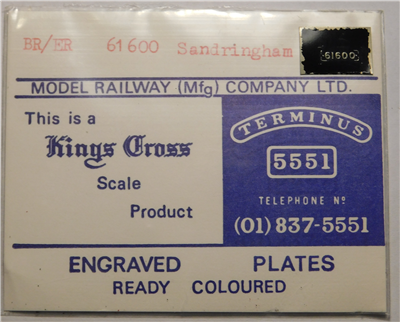 BR/ER 61600 Sandringham
61600
MODEL RAILWAY (Mfg) COMPANY LTD.
This is a
Kings Cross
Scale
Product
TERMINUS
5551
TELEPHONE Nº
(01) 837-5551
ENGRAVED PLATES
READY COLOURED